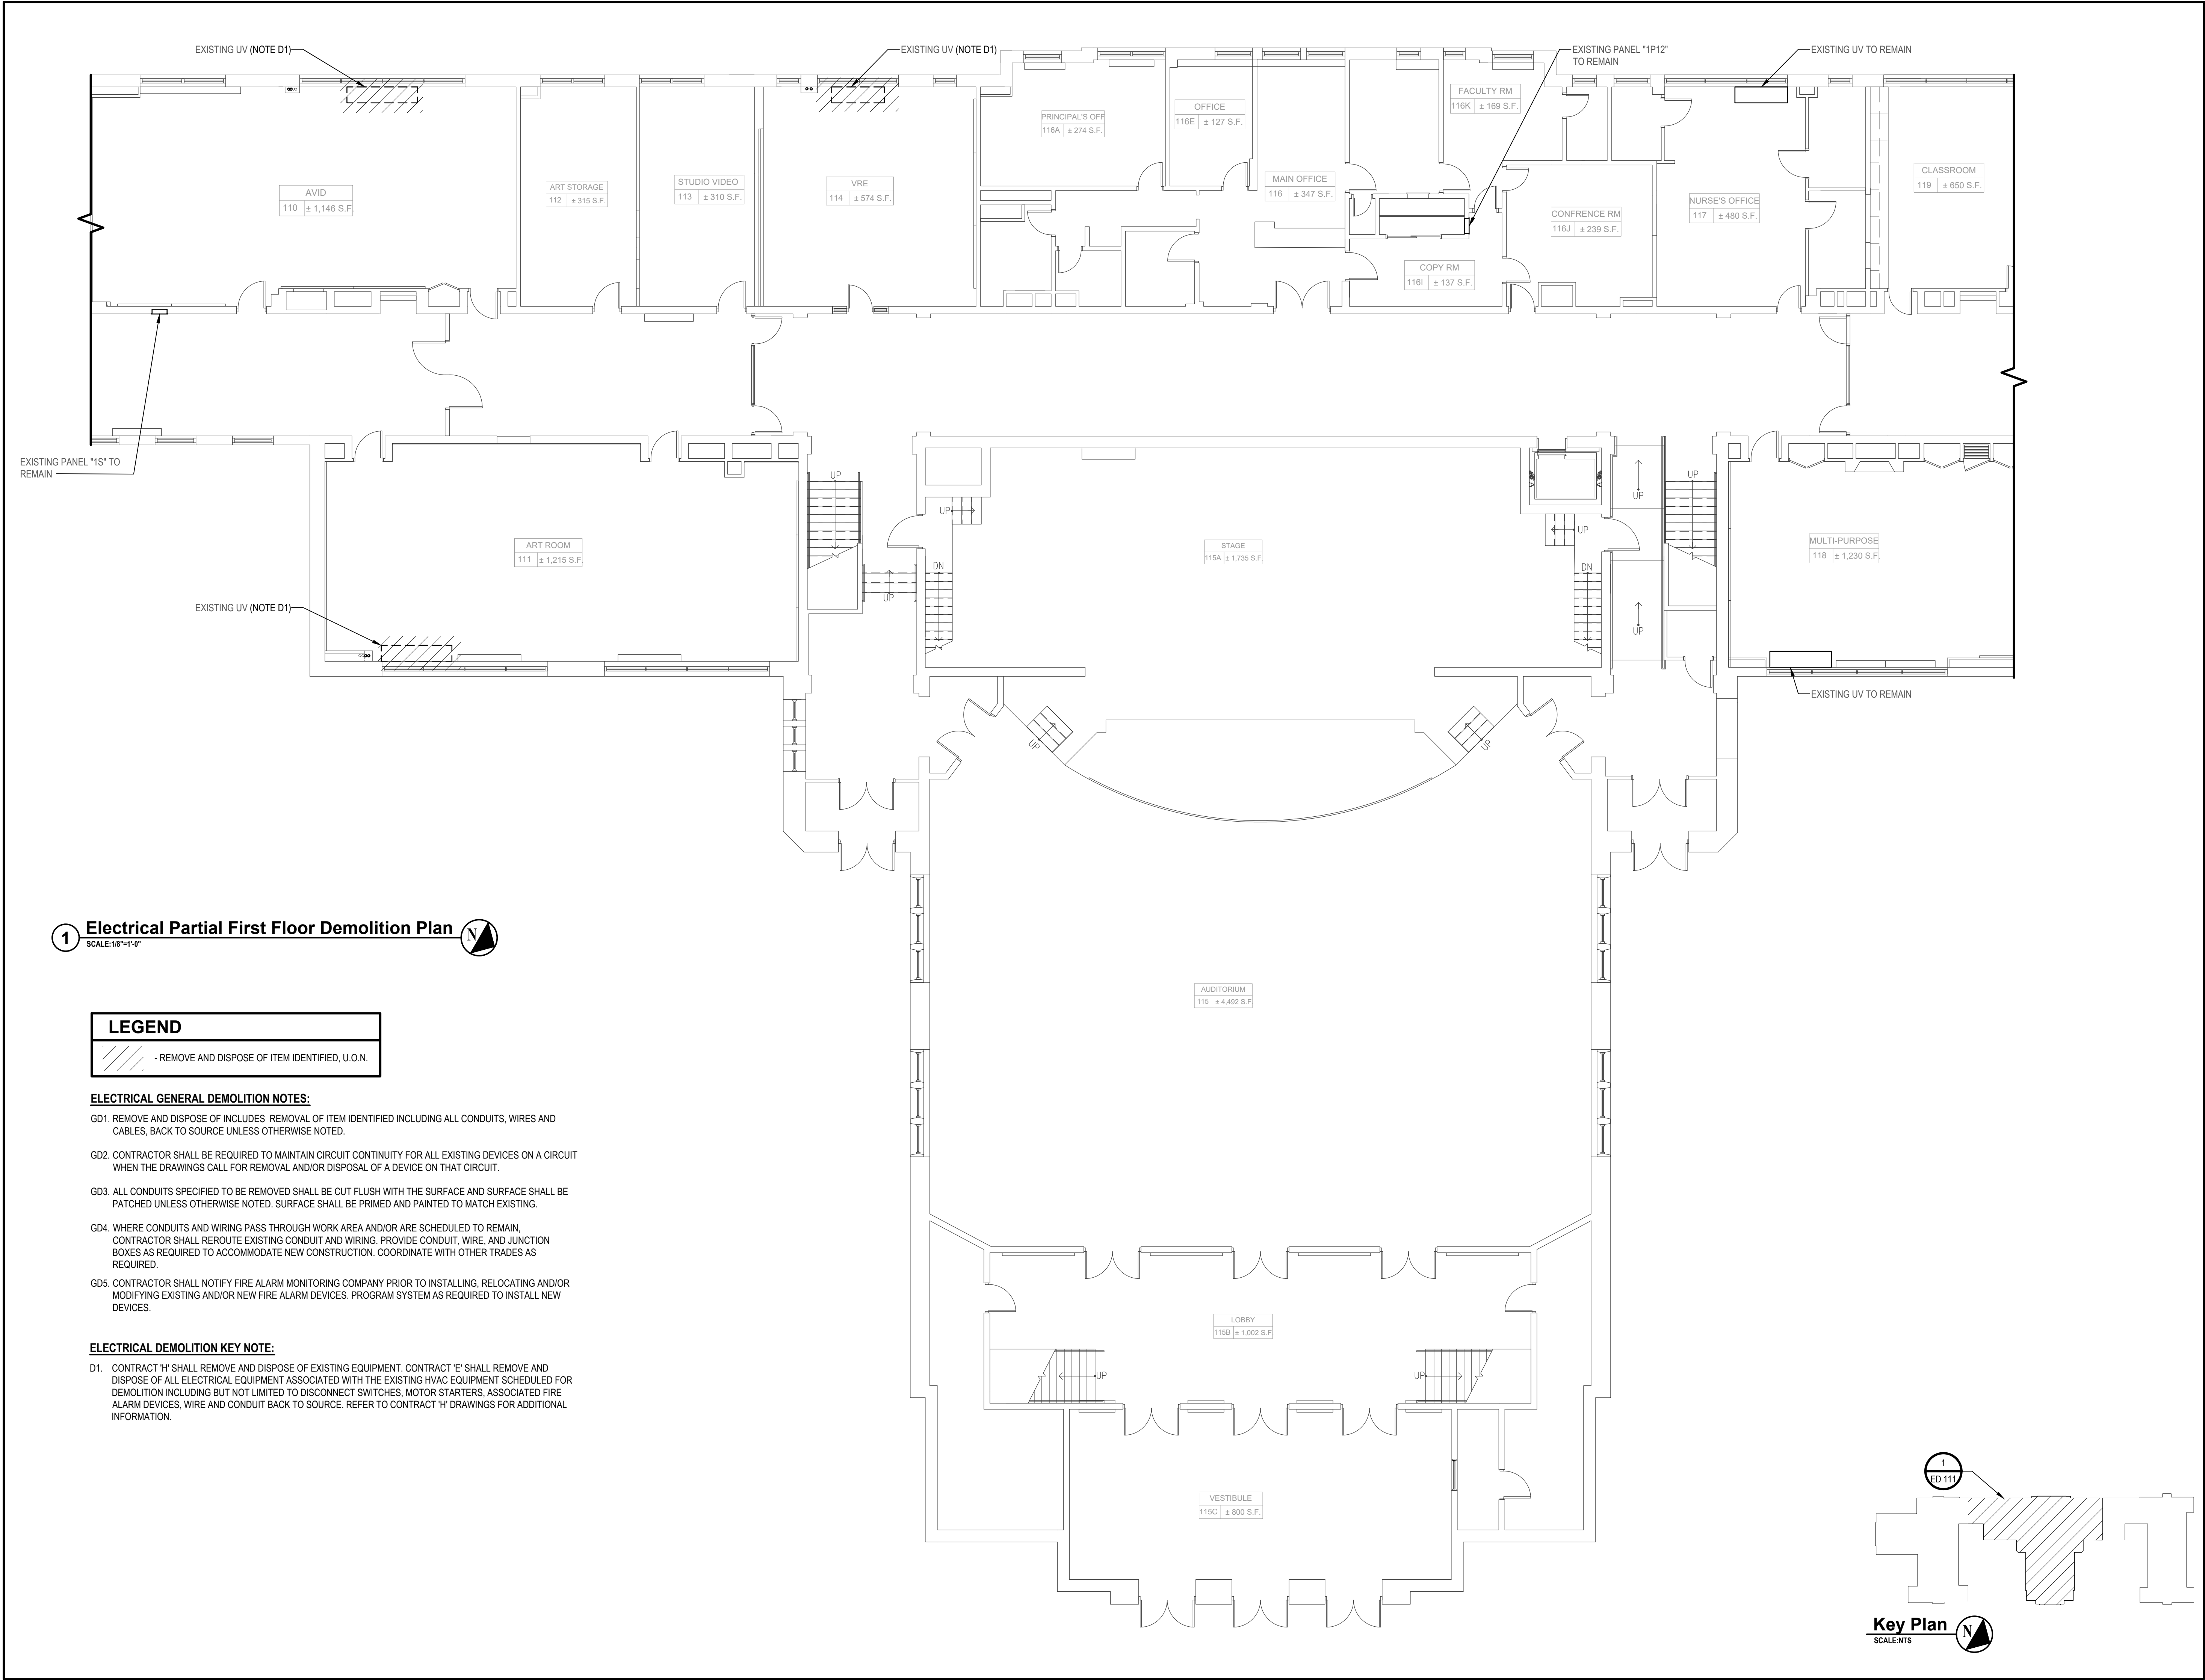 EXISTING UV (NOTE D1)
EXISTING UV (NOTE D1)
EXISTING PANEL "1P12"
TO REMAIN
EXISTING UV TO REMAIN
PRINCIPAL'S OFF
116A ± 274 S.F.
OFFICE
116E ± 127 S.F.
FACULTY RM
116K ± 169 S.F.
AVID
110 ± 1,146 S.F.
ART STORAGE
112 ± 315 S.F.
STUDIO VIDEO
113 ± 310 S.F.
VRE
114 ± 574 S.F.
MAIN OFFICE
116 ± 347 S.F.
CONFRENCE RM
116J ± 239 S.F.
NURSE'S OFFICE
117 ± 480 S.F.
CLASSROOM
119 ± 650 S.F.
COPY RM
116I ± 137 S.F.
EXISTING PANEL "1S" TO
REMAIN
UP
UP
UP
UP
UP
ART ROOM
111 ± 1,215 S.F.
STAGE
115A ± 1,735 S.F.
MULTI-PURPOSE
118 ± 1,230 S.F.
DN
DN
UP
UP
EXISTING UV (NOTE D1)
EXISTING UV TO REMAIN
UP
UP
1 Electrical Partial First Floor Demolition Plan N
SCALE:1/8"=1'-0"
AUDITORIUM
115 ± 4,492 S.F.
LEGEND
- REMOVE AND DISPOSE OF ITEM IDENTIFIED, U.O.N.
ELECTRICAL GENERAL DEMOLITION NOTES:
GD1. REMOVE AND DISPOSE OF INCLUDES REMOVAL OF ITEM IDENTIFIED INCLUDING ALL CONDUITS, WIRES AND
CABLES, BACK TO SOURCE UNLESS OTHERWISE NOTED.
GD2. CONTRACTOR SHALL BE REQUIRED TO MAINTAIN CIRCUIT CONTINUITY FOR ALL EXISTING DEVICES ON A CIRCUIT
WHEN THE DRAWINGS CALL FOR REMOVAL AND/OR DISPOSAL OF A DEVICE ON THAT CIRCUIT.
GD3. ALL CONDUITS SPECIFIED TO BE REMOVED SHALL BE CUT FLUSH WITH THE SURFACE AND SURFACE SHALL BE
PATCHED UNLESS OTHERWISE NOTED. SURFACE SHALL BE PRIMED AND PAINTED TO MATCH EXISTING.
GD4. WHERE CONDUITS AND WIRING PASS THROUGH WORK AREA AND/OR ARE SCHEDULED TO REMAIN,
CONTRACTOR SHALL REROUTE EXISTING CONDUIT AND WIRING. PROVIDE CONDUIT, WIRE, AND JUNCTION
BOXES AS REQUIRED TO ACCOMMODATE NEW CONSTRUCTION. COORDINATE WITH OTHER TRADES AS
REQUIRED.
GD5. CONTRACTOR SHALL NOTIFY FIRE ALARM MONITORING COMPANY PRIOR TO INSTALLING, RELOCATING AND/OR
MODIFYING EXISTING AND/OR NEW FIRE ALARM DEVICES. PROGRAM SYSTEM AS REQUIRED TO INSTALL NEW
DEVICES.
ELECTRICAL DEMOLITION KEY NOTE:
D1. CONTRACT 'H' SHALL REMOVE AND DISPOSE OF EXISTING EQUIPMENT. CONTRACT 'E' SHALL REMOVE AND
DISPOSE OF ALL ELECTRICAL EQUIPMENT ASSOCIATED WITH THE EXISTING HVAC EQUIPMENT SCHEDULED FOR
DEMOLITION INCLUDING BUT NOT LIMITED TO DISCONNECT SWITCHES, MOTOR STARTERS, ASSOCIATED FIRE
ALARM DEVICES, WIRE AND CONDUIT BACK TO SOURCE. REFER TO CONTRACT 'H' DRAWINGS FOR ADDITIONAL
INFORMATION.
LOBBY
115B ± 1,002 S.F.
UP
UP
VESTIBULE
115C ± 800 S.F.
1
ED 111
Key Plan N
SCALE:NTS